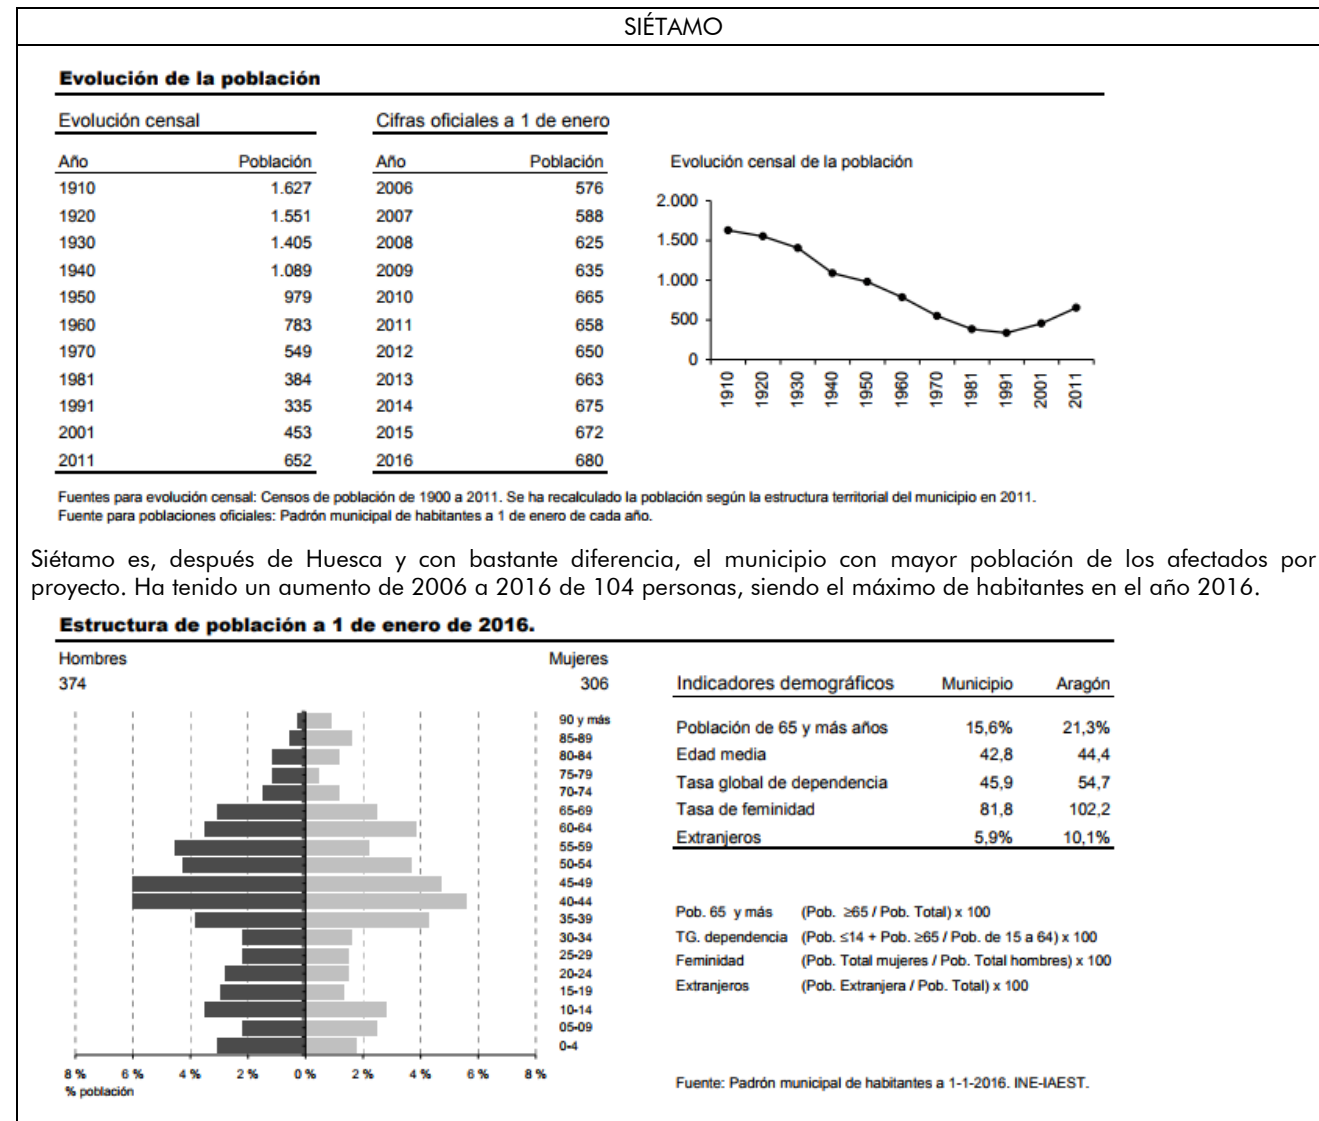 SIÉTAMO
Evolución de la población
Evolución censal
Cifras oficiales a 1 de enero
Año Población Año Población
1910 1.627 2006 576
1920 1.551 2007 588
1930 1.405 2008 625
1940 1.089 2009 635
1950 979 2010 665
1960 783 2011 658
1970 549 2012 650
1981 384 2013 663
1991 335 2014 675
2001 453 2015 672
2011 652 2016 680
Evolución censal de la población
2.000
1.500
1.000
500
0
1910 1920 1930 1940 1950 1960 1970 1981 1991 2001 2011
Fuentes para evolución censal: Censos de población de 1900 a 2011. Se ha recalculado la población según la estructura territorial del municipio en 2011.
Fuente para poblaciones oficiales: Padrón municipal de habitantes a 1 de enero de cada año.
Siétamo es, después de Huesca y con bastante diferencia, el municipio con mayor población de los afectados por
proyecto. Ha tenido un aumento de 2006 a 2016 de 104 personas, siendo el máximo de habitantes en el año 2016.
Estructura de población a 1 de enero de 2016.
Hombres Mujeres
374 306
90 y más
85-89
80-84
75-79
70-74
65-69
60-64
55-59
50-54
45-49
40-44
35-39
30-34
25-29
20-24
15-19
10-14
05-09
0-4
8 % 6 % 4 % 2 % 0 % 2 % 4 % 6 % 8 %
% población
Indicadores demográficos Municipio Aragón
Población de 65 y más años 15,6% 21,3%
Edad media 42,8 44,4
Tasa global de dependencia 45,9 54,7
Tasa de feminidad 81,8 102,2
Extranjeros 5,9% 10,1%
Pob. 65 y más (Pob. ≥65 / Pob. Total) x 100
TG. dependencia (Pob. ≤14 + Pob. ≥65 / Pob. de 15 a 64) x 100
Feminidad (Pob. Total mujeres / Pob. Total hombres) x 100
Extranjeros (Pob. Extranjera / Pob. Total) x 100
Fuente: Padrón municipal de habitantes a 1-1-2016. INE-IAEST.